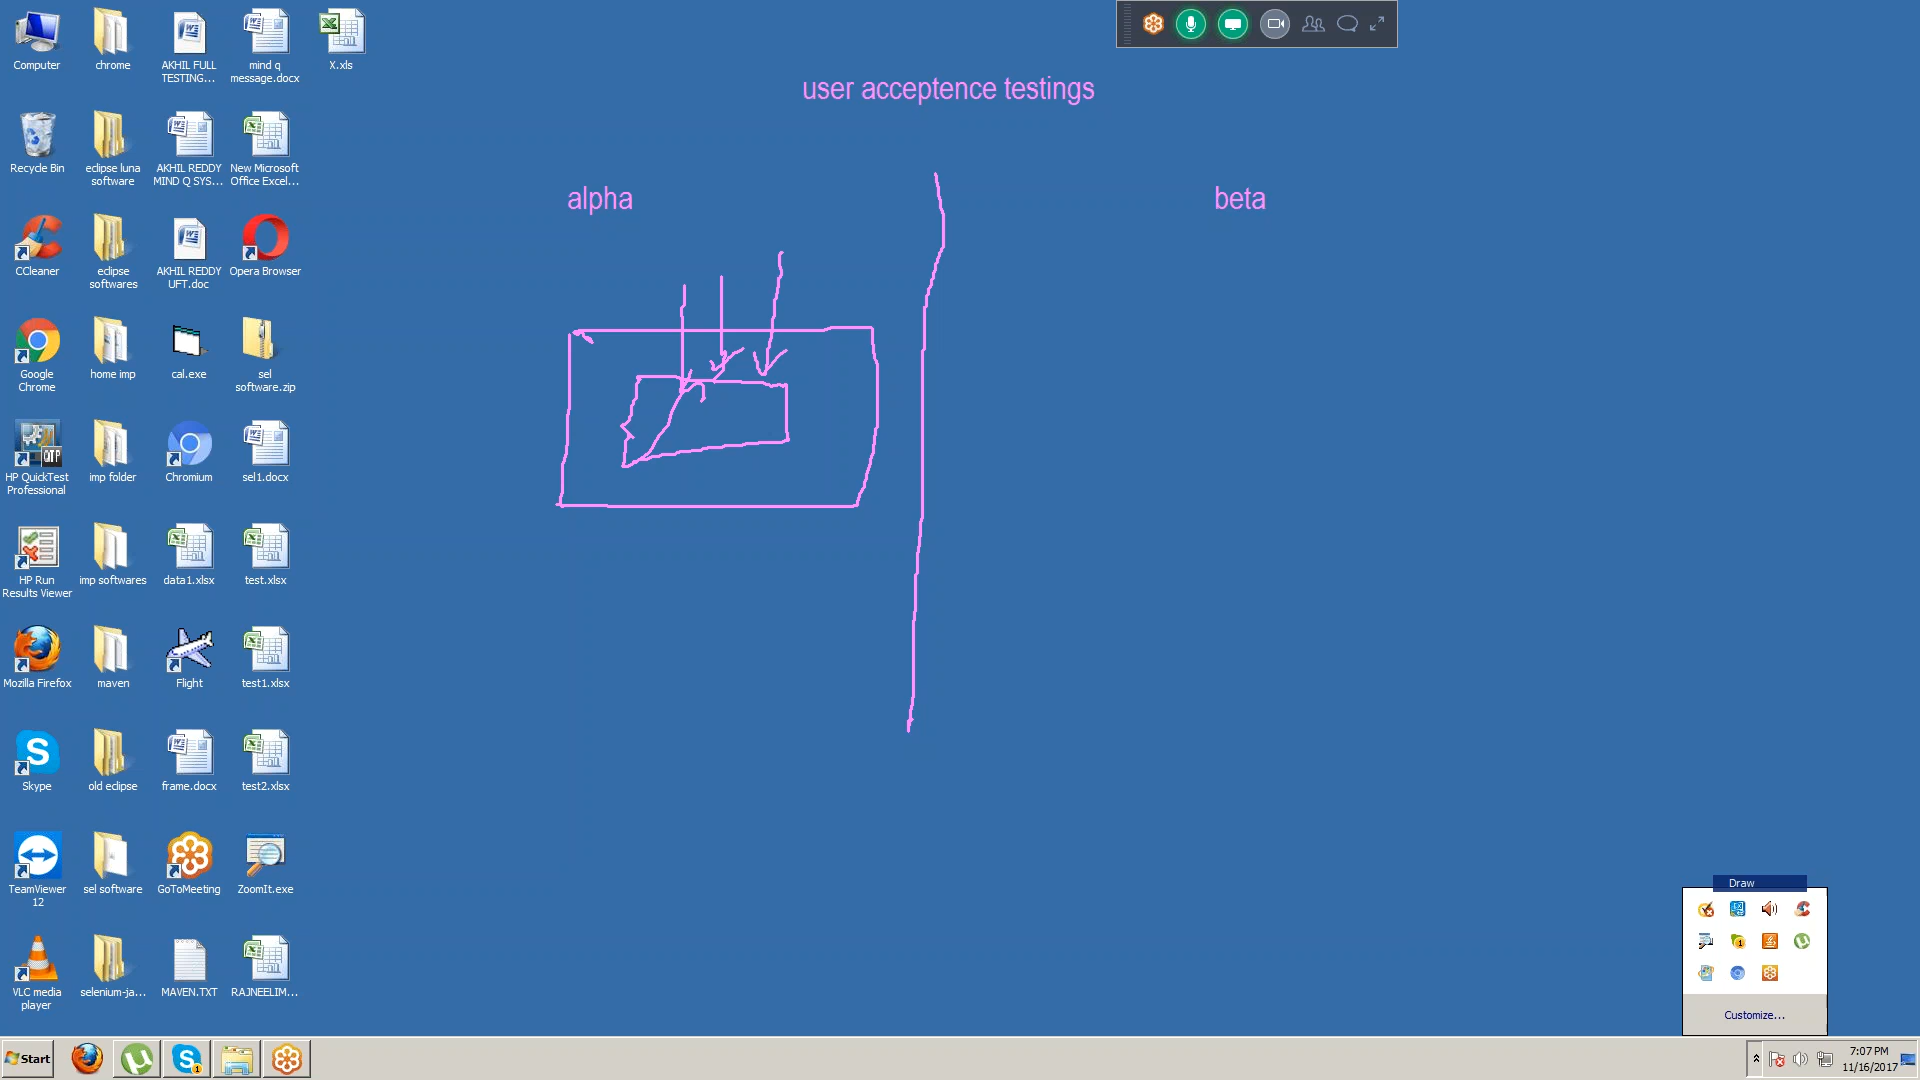 user acceptence testings
alpha
beta
Computer
chrome
AKHIL FULL
TESTING...
mind q
message.docx
X.xls
Recycle Bin
eclipse luna
software
AKHIL REDDY
MIND Q SYS...
New Microsoft
Office Excel...
CCleaner
eclipse
softwares
AKHIL REDDY
UFT.doc
Opera Browser
Google
Chrome
home imp
cal.exe
sel
software.zip
QTP
HP QuickTest
Professional
imp folder
Chromium
sel1.docx
HP Run
Results Viewer
imp softwares
data1.xlsx
test.xlsx
Mozilla Firefox
maven
Flight
test1.xlsx
Skype
old eclipse
frame.docx
test2.xlsx
TeamViewer
12
sel software
GoToMeeting
ZoomIt.exe
VLC media
player
selenium-ja...
MAVEN.TXT
RAJNEELIM...
Draw
Customize...
Start
7:07 PM
11/16/2017